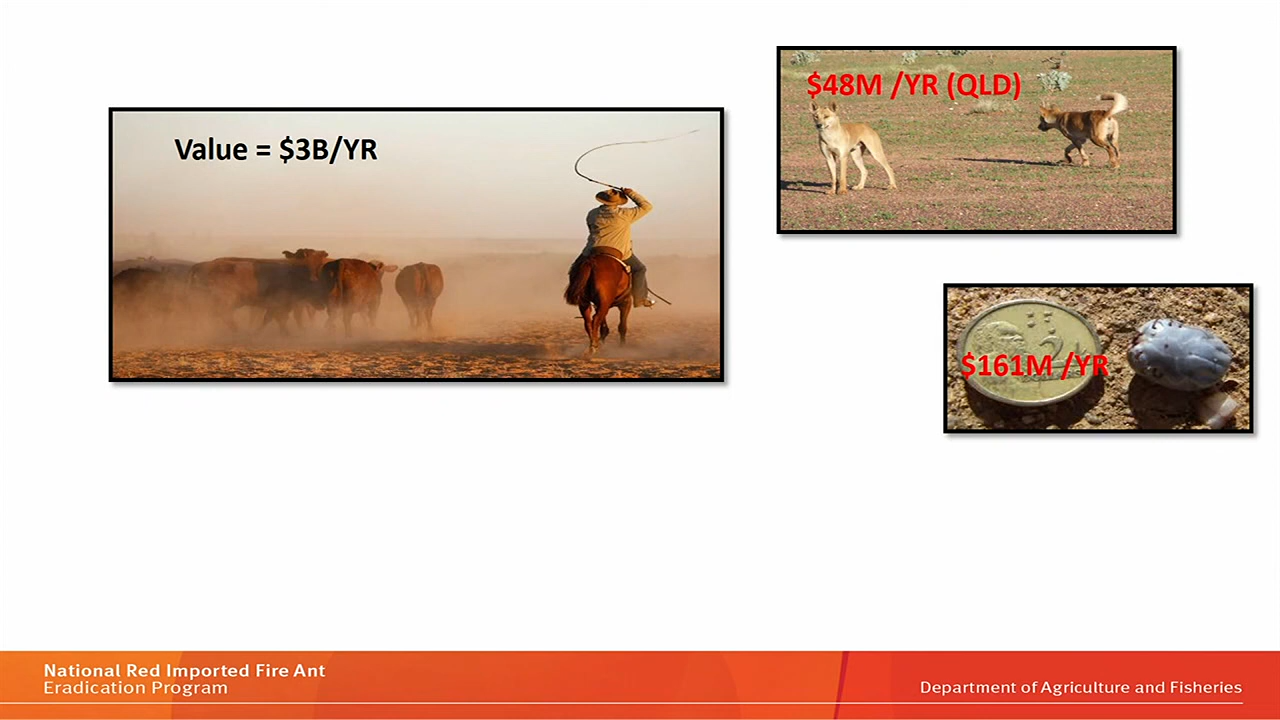 Value = $3B/YR
$48M /YR (QLD)
$161M /YR
National Red Imported Fire Ant
Eradication Program
Department of Agriculture and Fisheries